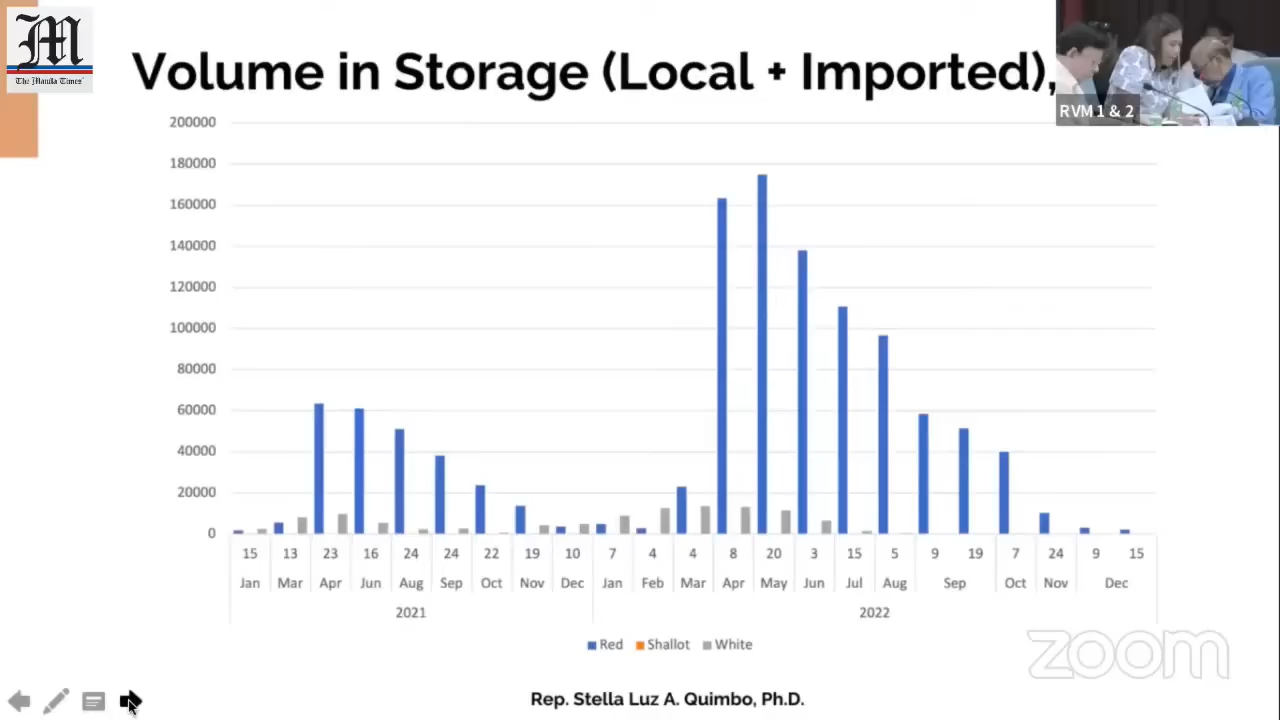 M
The Manila Times
Volume in Storage (Local + Imported),
RVM 1 & 2
200000
180000
160000
140000
120000
100000
80000
60000
40000
20000
0
15 13 23 16 24 24 22 19 10 7 4 4 8 20 3 15 5 9 19 7 24 9 15
Jan Mar Apr Jun Aug Sep Oct Nov Dec Jan Feb Mar Apr May Jun Jul Aug Sep Oct Nov Dec
2021 2022
Red Shallot White
zoom
Rep. Stella Luz A. Quimbo, Ph.D.